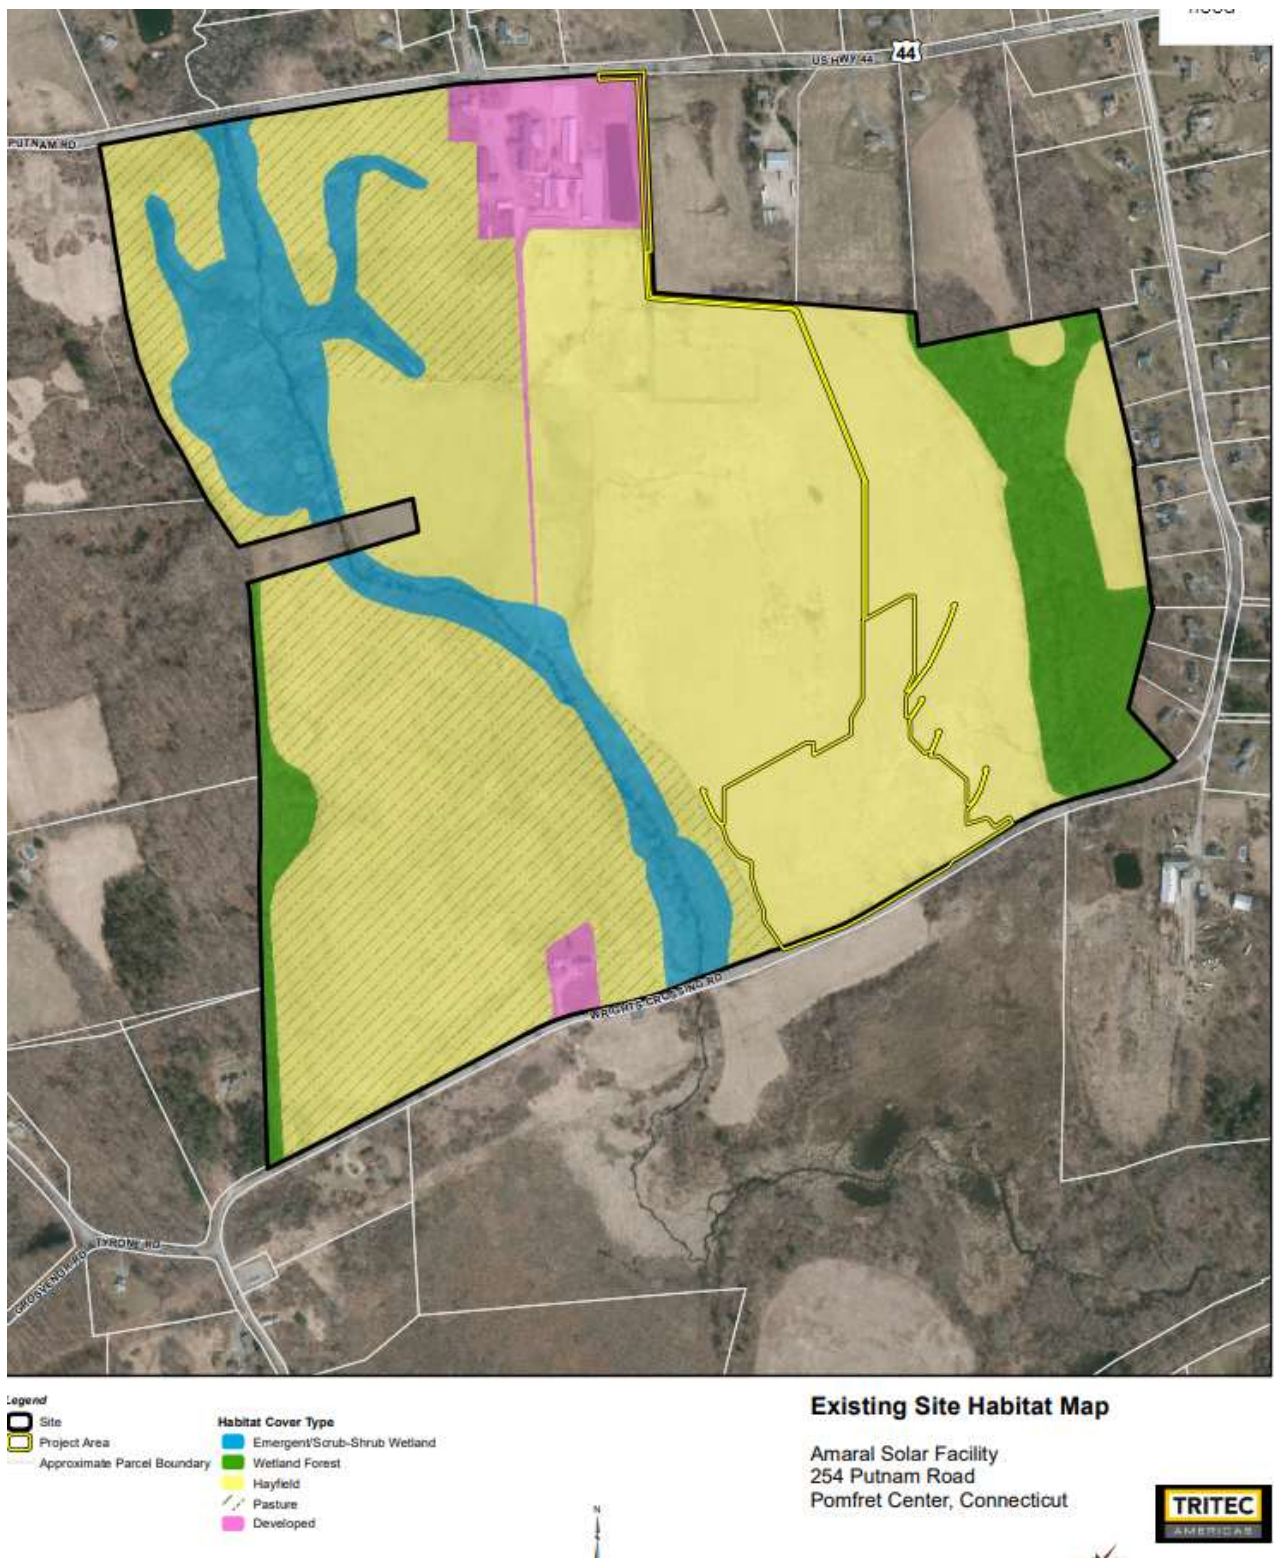 44
US HWY 44
PUTNAM RD
WRIGHTS CROSSING RD
TYRONE RD
GROSVENOR RD
Legend
Site
Project Area
Approximate Parcel Boundary
Habitat Cover Type
Emergent/Scrub-Shrub Wetland
Wetland Forest
Hayfield
Pasture
Developed
N
Existing Site Habitat Map
Amaral Solar Facility
254 Putnam Road
Pomfret Center, Connecticut
TRITEC
AMERICAS